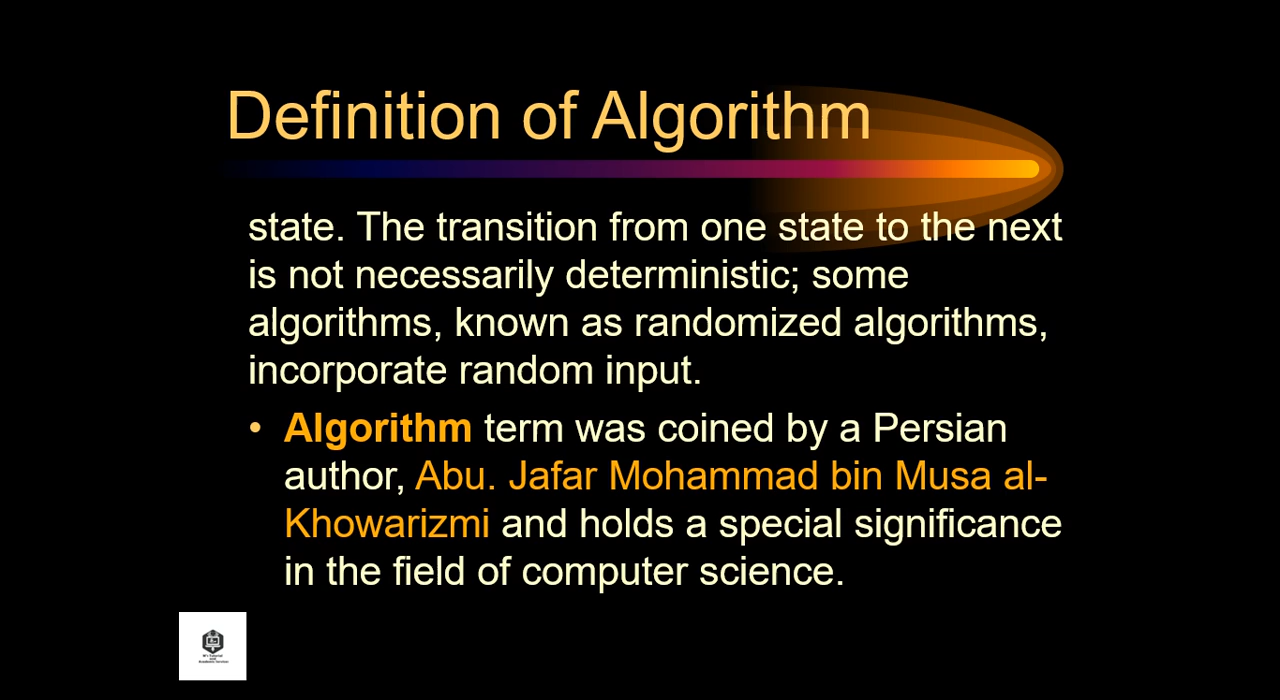 Definition of Algorithm
state. The transition from one state to the next
is not necessarily deterministic; some
algorithms, known as randomized algorithms,
incorporate random input.
• Algorithm term was coined by a Persian
author, Abu. Jafar Mohammad bin Musa al-
Khowarizmi and holds a special significance
in the field of computer science.